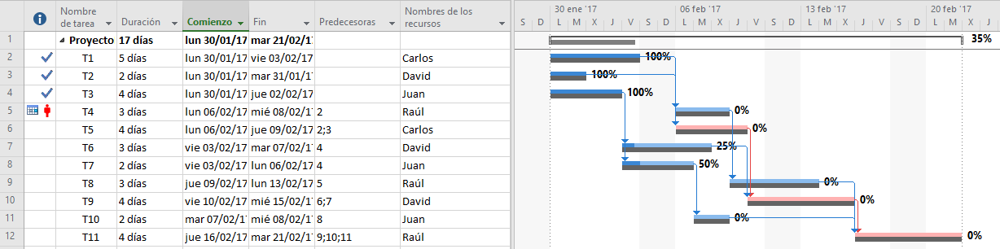 Nombre de tarea Duración Comienzo Fin Predecesoras Nombres de los recursos
30 ene '17 06 feb '17 13 feb '17 20 feb '17
S D L M X J V S D L M X J V S D L M X J V S D L M X J
1 Proyecto 17 días lun 30/01/17 mar 21/02/1 35%
2 T1 5 días lun 30/01/17 vie 03/02/17 Carlos 100%
3 T2 2 días lun 30/01/17 mar 31/01/1 David 100%
4 T3 4 días lun 30/01/17 jue 02/02/17 Juan 100%
5 T4 3 días lun 06/02/17 mié 08/02/1 2 Raúl 0%
6 T5 4 días lun 06/02/17 jue 09/02/17 2;3 Carlos 0%
7 T6 3 días vie 03/02/17 mar 07/02/1 4 David 25%
8 T7 2 días vie 03/02/17 lun 06/02/17 4 Juan 50%
9 T8 3 días jue 09/02/17 lun 13/02/17 5 Raúl 0%
10 T9 4 días vie 10/02/17 mié 15/02/1 6;7 David 0%
11 T10 2 días mar 07/02/1 mié 08/02/1 8 Juan 0%
12 T11 4 días jue 16/02/17 mar 21/02/1 9;10;11 Raúl 0%